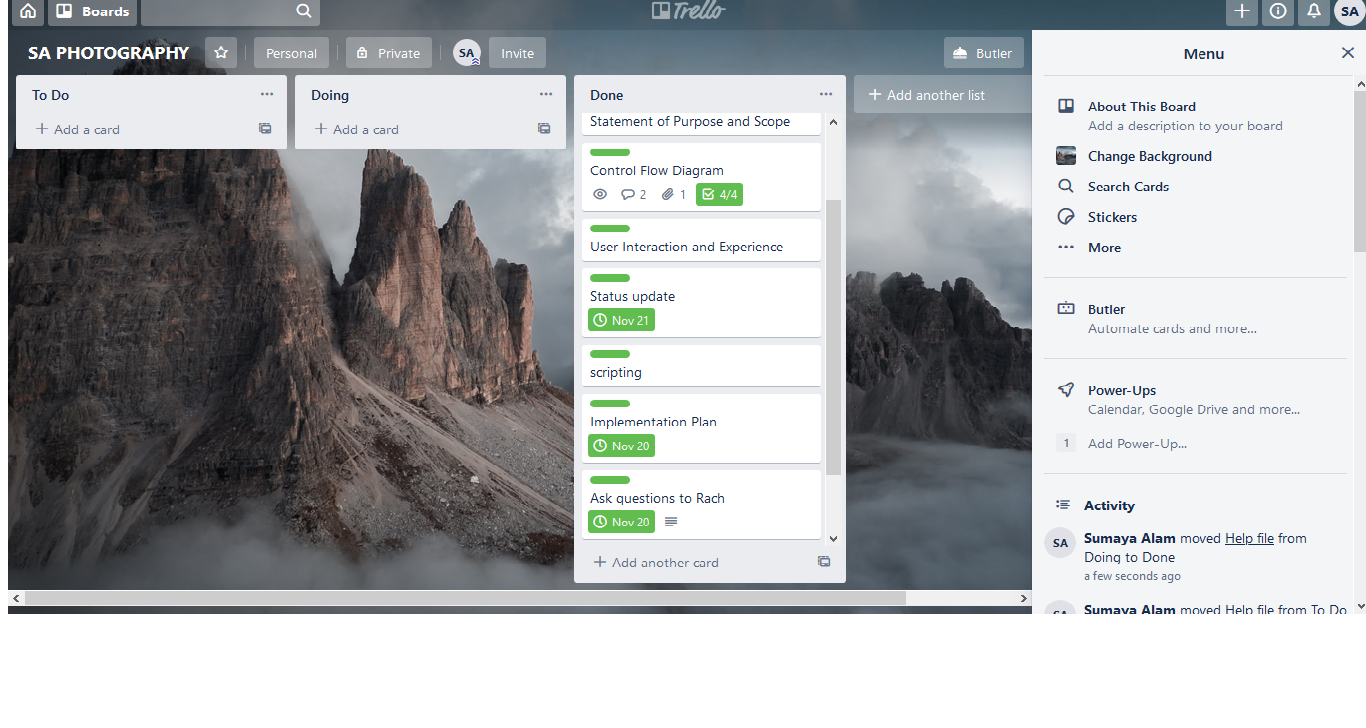 Boards
Trello
SA
SA PHOTOGRAPHY
Personal
Private
SA
Invite
Butler
To Do
Add a card
Doing
Add a card
Done
Statement of Purpose and Scope
Control Flow Diagram
2
1
4/4
User Interaction and Experience
Status update
Nov 21
scripting
Implementation Plan
Nov 20
Ask questions to Rach
Nov 20
Add another card
Add another list
Menu
About This Board
Add a description to your board
Change Background
Search Cards
Stickers
More
Butler
Automate cards and more...
Power-Ups
Calendar, Google Drive and more...
1
Add Power-Up...
Activity
SA
Sumaya Alam moved Help file from
Doing to Done
a few seconds ago
SA
Sumaya Alam moved Help file from To Do